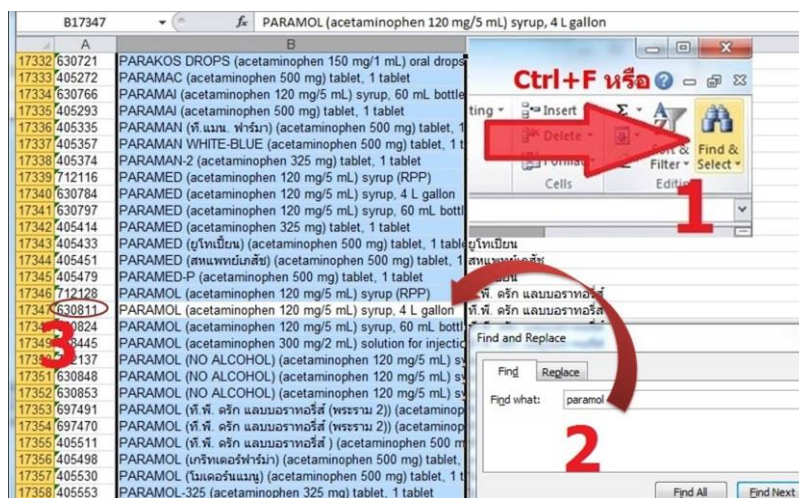 B17347 fx PARAMOL (acetaminophen 120 mg/5 mL) syrup, 4 L gallon
A B
17332 630721 PARAKOS DROPS (acetaminophen 150 mg/1 mL) oral drops
17333 405272 PARAMAC (acetaminophen 500 mg) tablet, 1 tablet
17334 630766 PARAMAI (acetaminophen 120 mg/5 mL) syrup, 60 mL bottle
17335 405293 PARAMAI (acetaminophen 500 mg) tablet, 1 tablet
17336 405335 PARAMAN (ที.แมน. ฟาร์มา) (acetaminophen 500 mg) tablet, 1
17337 405357 PARAMAN WHITE-BLUE (acetaminophen 500 mg) tablet, 1 t
17338 405374 PARAMAN-2 (acetaminophen 325 mg) tablet, 1 tablet
17339 712116 PARAMED (acetaminophen 120 mg/5 mL) syrup (RPP)
17340 630784 PARAMED (acetaminophen 120 mg/5 mL) syrup, 4 L gallon
17341 630797 PARAMED (acetaminophen 120 mg/5 mL) syrup, 60 mL bottl
17342 405414 PARAMED (acetaminophen 325 mg) tablet, 1 tablet
17343 405433 PARAMED (ยูโทเปี้ยน) (acetaminophen 500 mg) tablet, 1 table ยูโทเปี้ยน
17344 405451 PARAMED (สหแพทย์เภสัช) (acetaminophen 500 mg) tablet, 1 สหแพทย์เภสัช
17345 405479 PARAMED-P (acetaminophen 500 mg) tablet, 1 tablet
17346 712128 PARAMOL (acetaminophen 120 mg/5 mL) syrup (RPP) ที.พี. ดรัก แลบบอราทอรี่ส์
17347 630811 PARAMOL (acetaminophen 120 mg/5 mL) syrup, 4 L gallon ที.พี. ดรัก แลบบอราทอรี่ส์
0824 PARAMOL (acetaminophen 120 mg/5 mL) syrup, 60 mL bottl
445 PARAMOL (acetaminophen 300 mg/2 mL) solution for injectio
137 PARAMOL (NO ALCOHOL) (acetaminophen 120 mg/5 mL) sy
17351 630848 PARAMOL (NO ALCOHOL) (acetaminophen 120 mg/5 mL) s
17352 630853 PARAMOL (NO ALCOHOL) (acetaminophen 120 mg/5 mL) s
17353 697491 PARAMOL (ที.พี. ดรัก แลบบอราทอรี่ส์ (พระราม 2)) (acetaminop
17354 697470 PARAMOL (ที.พี. ดรัก แลบบอราทอรี่ส์ (พระราม 2)) (acetaminop
17355 405511 PARAMOL (ที.พี. ดรัก แลบบอราทอรี่ส์ ) (acetaminophen 500 m
17356 405498 PARAMOL (เกร๊ทเตอร์ฟาร์ม่า) (acetaminophen 500 mg) tablet,
17357 405530 PARAMOL (โมเดอร์นแมนู) (acetaminophen 500 mg) tablet, 1 t
17358 405553 PARAMOL-325 (acetaminophen 325 mg) tablet, 1 tablet
3
Ctrl+F หรือ
ting Insert
Delete
Format
Sort & Filter
Find & Select
Cells
Editing
1
Find and Replace
Find Replace
Find what: paramol
2
Find All Find Next